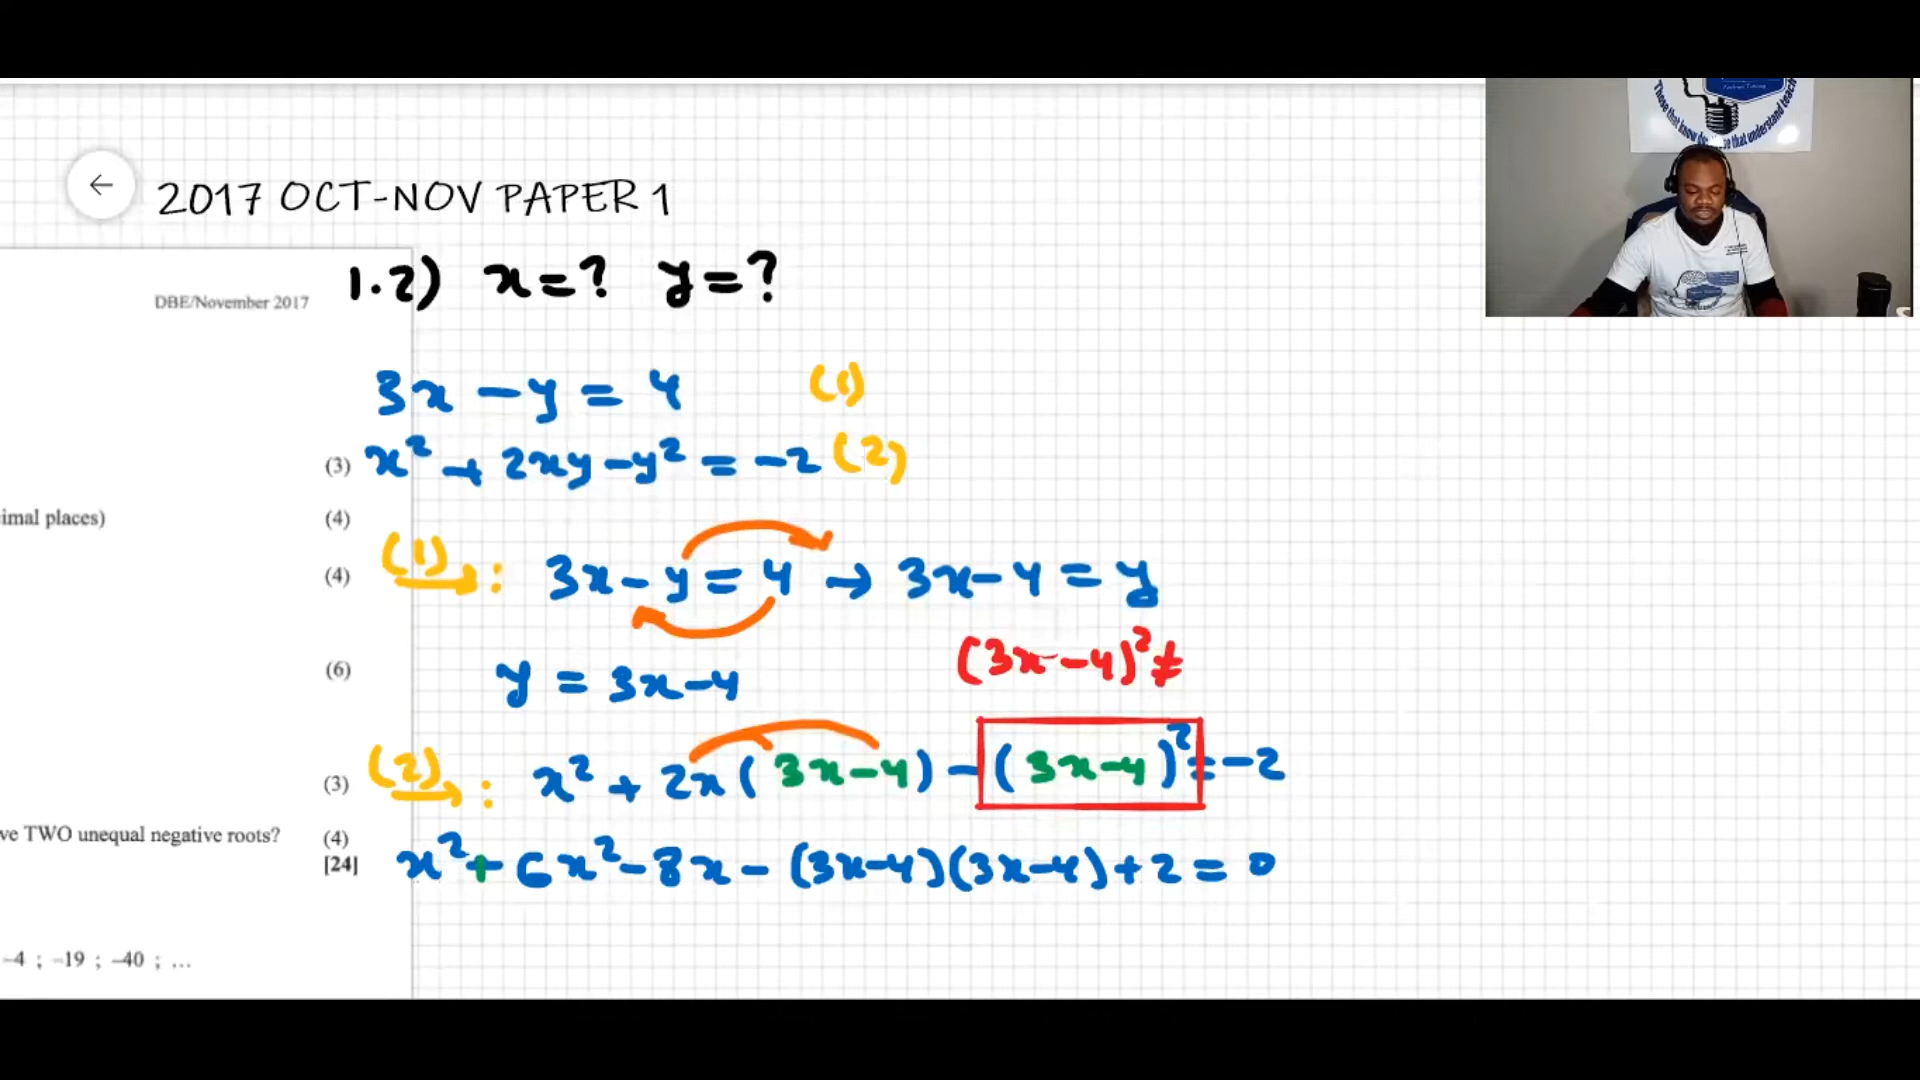 2017 OCT-NOV PAPER 1
DBE/November 2017
1.2) x=? y=?
3x - y = 4 (1)
(3) x² + 2xy - y² = -2 (2)
imal places) (4)
(4) (1) : 3x - y = 4 → 3x - 4 = y
(3x-4)² ≠
(6) y = 3x-4
(3) (2) : x² + 2x(3x-4) - (3x-4)² = -2
ve TWO unequal negative roots? (4)
[24] x² + 6x² - 8x - (3x-4)(3x-4) + 2 = 0
-4 ; -19 ; -40 ; ...